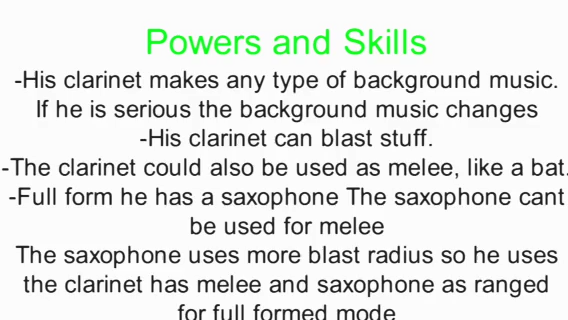 Powers and Skills
-His clarinet makes any type of background music.
If he is serious the background music changes
-His clarinet can blast stuff.
-The clarinet could also be used as melee, like a bat.
-Full form he has a saxophone The saxophone cant
be used for melee
The saxophone uses more blast radius so he uses
the clarinet has melee and saxophone as ranged
for full formed mode